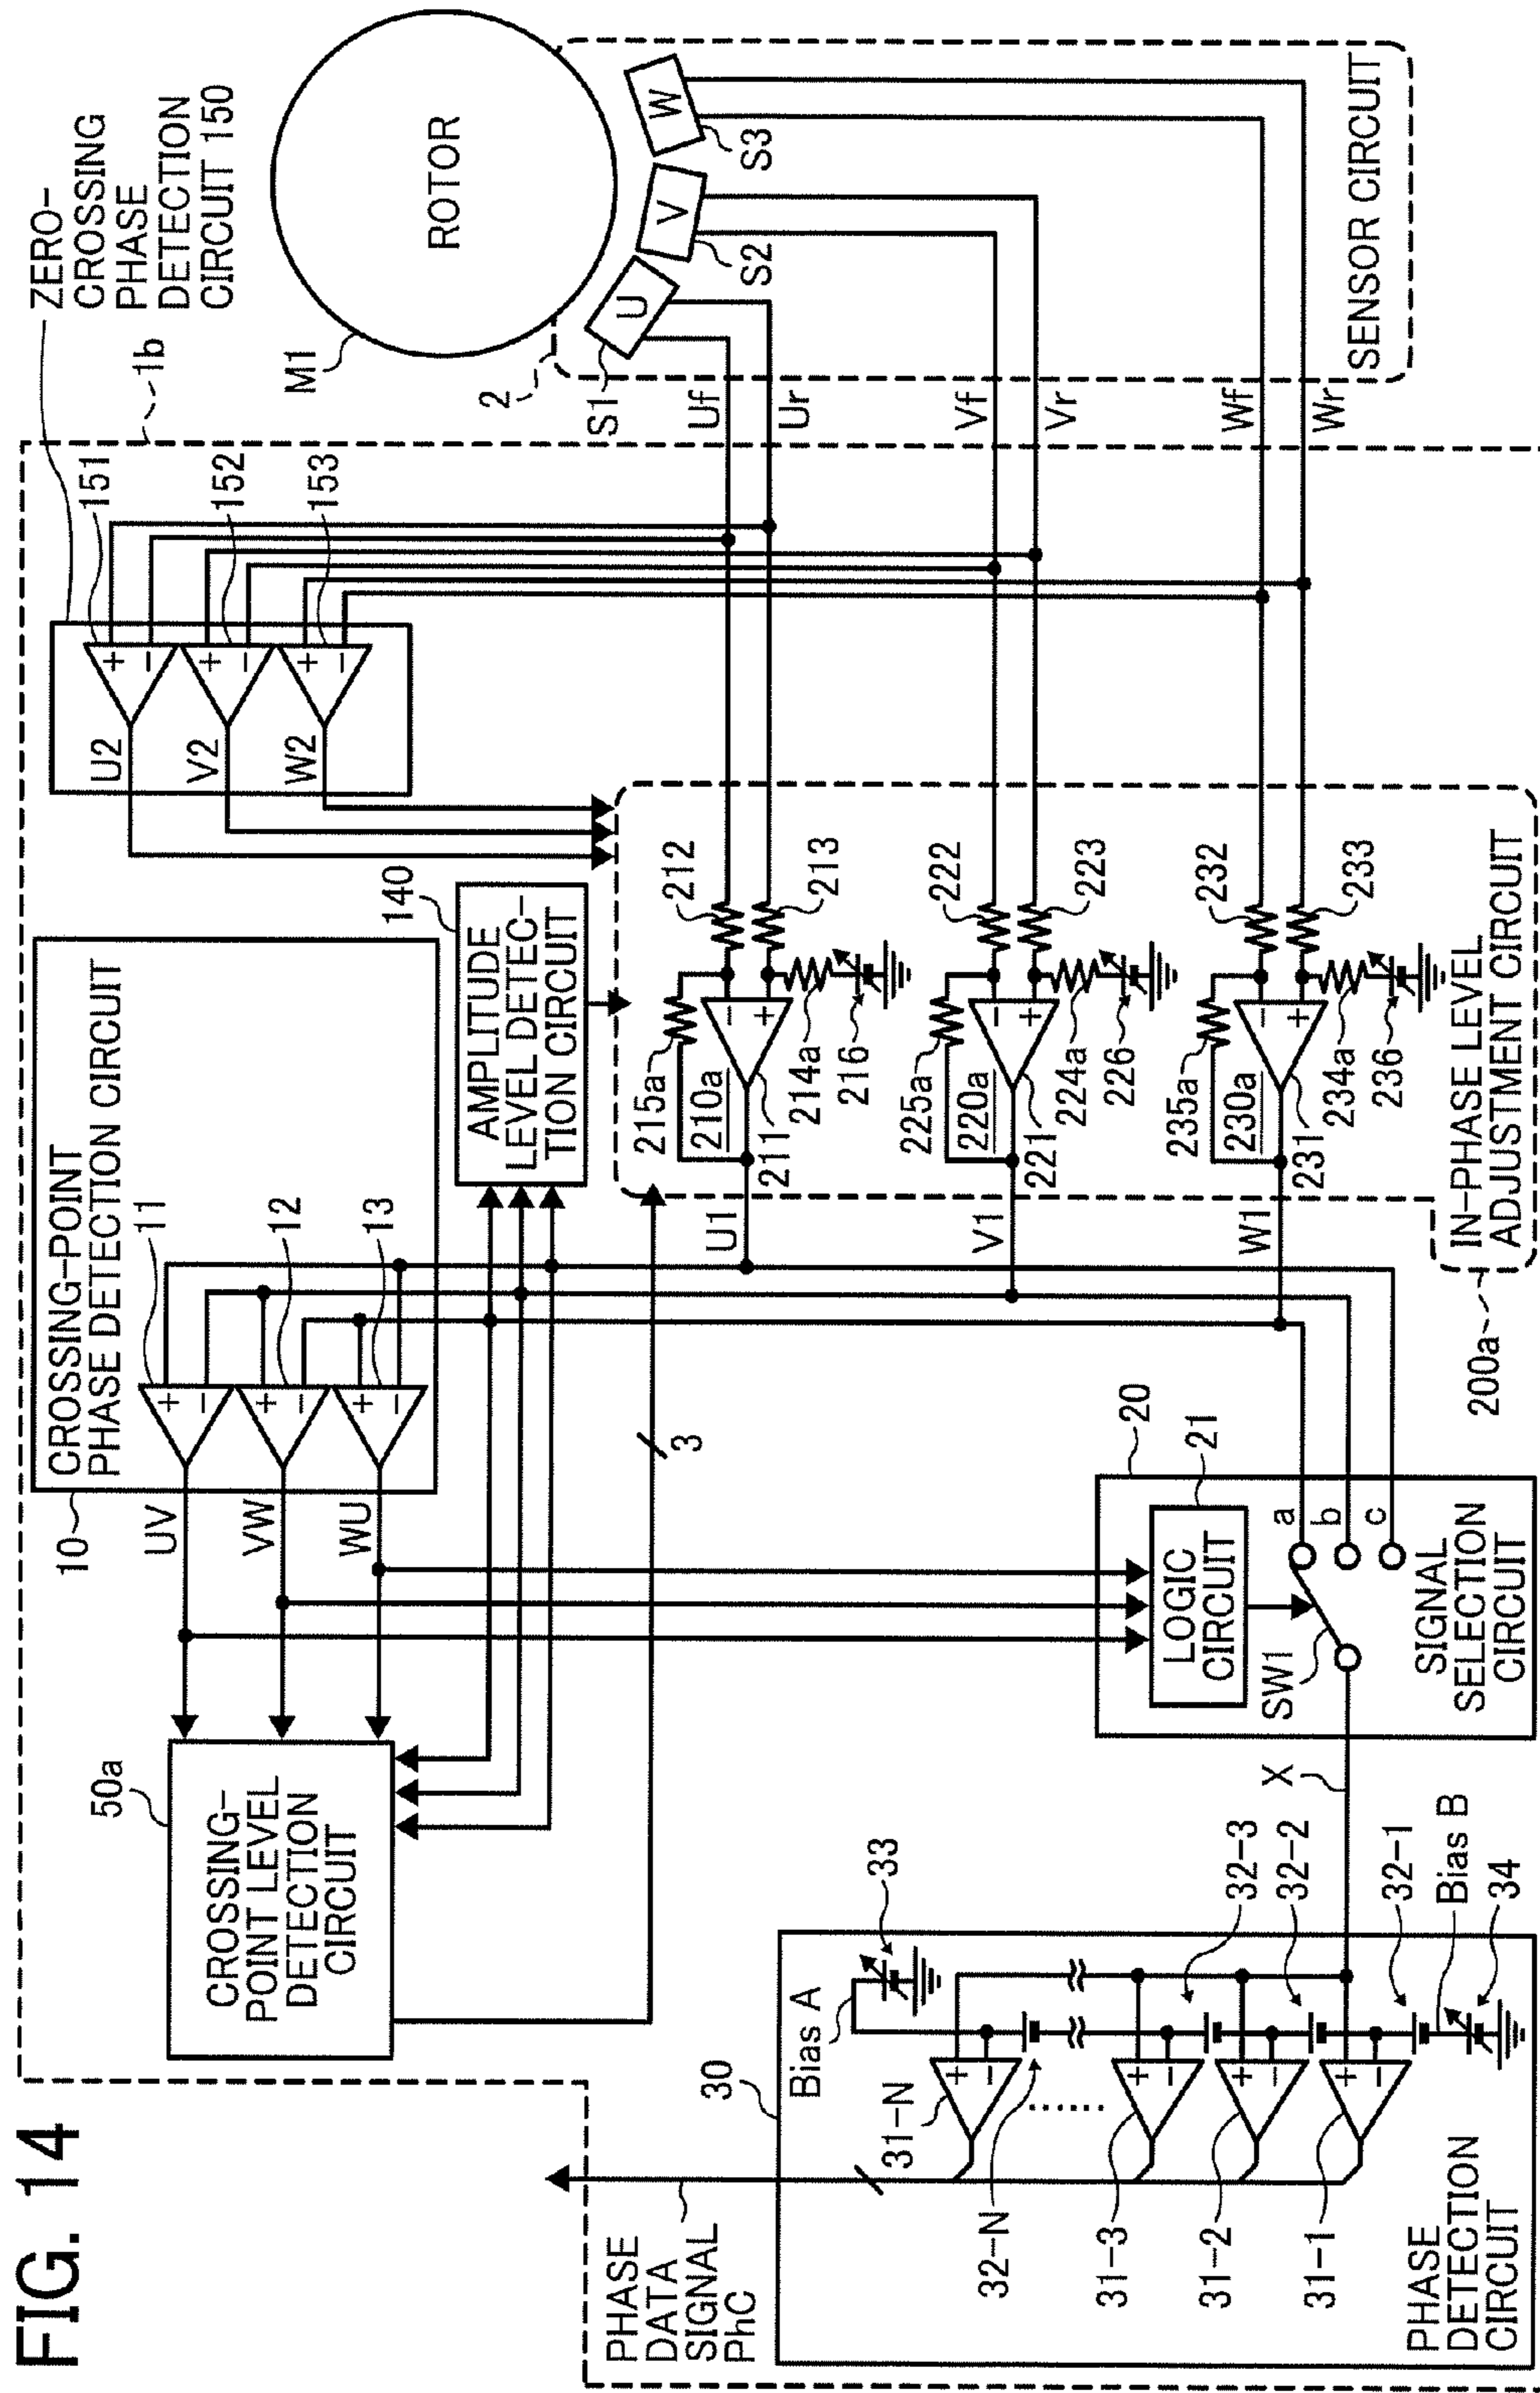 FIG. 14
ZERO-
CROSSING
PHASE
DETECTION
CIRCUIT 150
1b
151
152
153
U2
V2
W2
+
−
+
−
+
−
ROTOR
M1
2
U
V
W
S1
S2
S3
SENSOR CIRCUIT
Uf
Ur
Vf
Vr
Wf
Wr
CROSSING-POINT
PHASE DETECTION CIRCUIT
10
11
12
13
+
−
+
−
+
−
UV
VW
WU
140
AMPLITUDE
LEVEL DETEC-
TION CIRCUIT
50a
CROSSING-
POINT LEVEL
DETECTION
CIRCUIT
3
212
213
215a
210a
211
214a
216
−
+
U1
222
223
225a
220a
221
224a
226
−
+
V1
232
233
235a
230a
231
234a
236
−
+
W1
IN-PHASE LEVEL
ADJUSTMENT CIRCUIT
200a
20
21
LOGIC
CIRCUIT
a
b
c
SW1
SIGNAL
SELECTION
CIRCUIT
X
30
33
Bias A
31-N
32-N
31-3
31-2
31-1
32-3
32-2
32-1
Bias B
34
+
−
+
−
+
−
+
−
......
PHASE
DETECTION
CIRCUIT
PHASE
DATA
SIGNAL
PhC